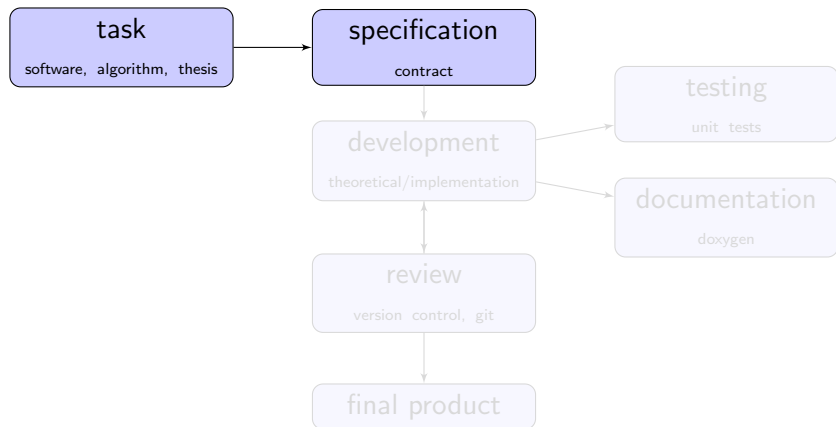 task
software, algorithm, thesis
specification
contract
development
theoretical/implementation
testing
unit tests
documentation
doxygen
review
version control, git
final product